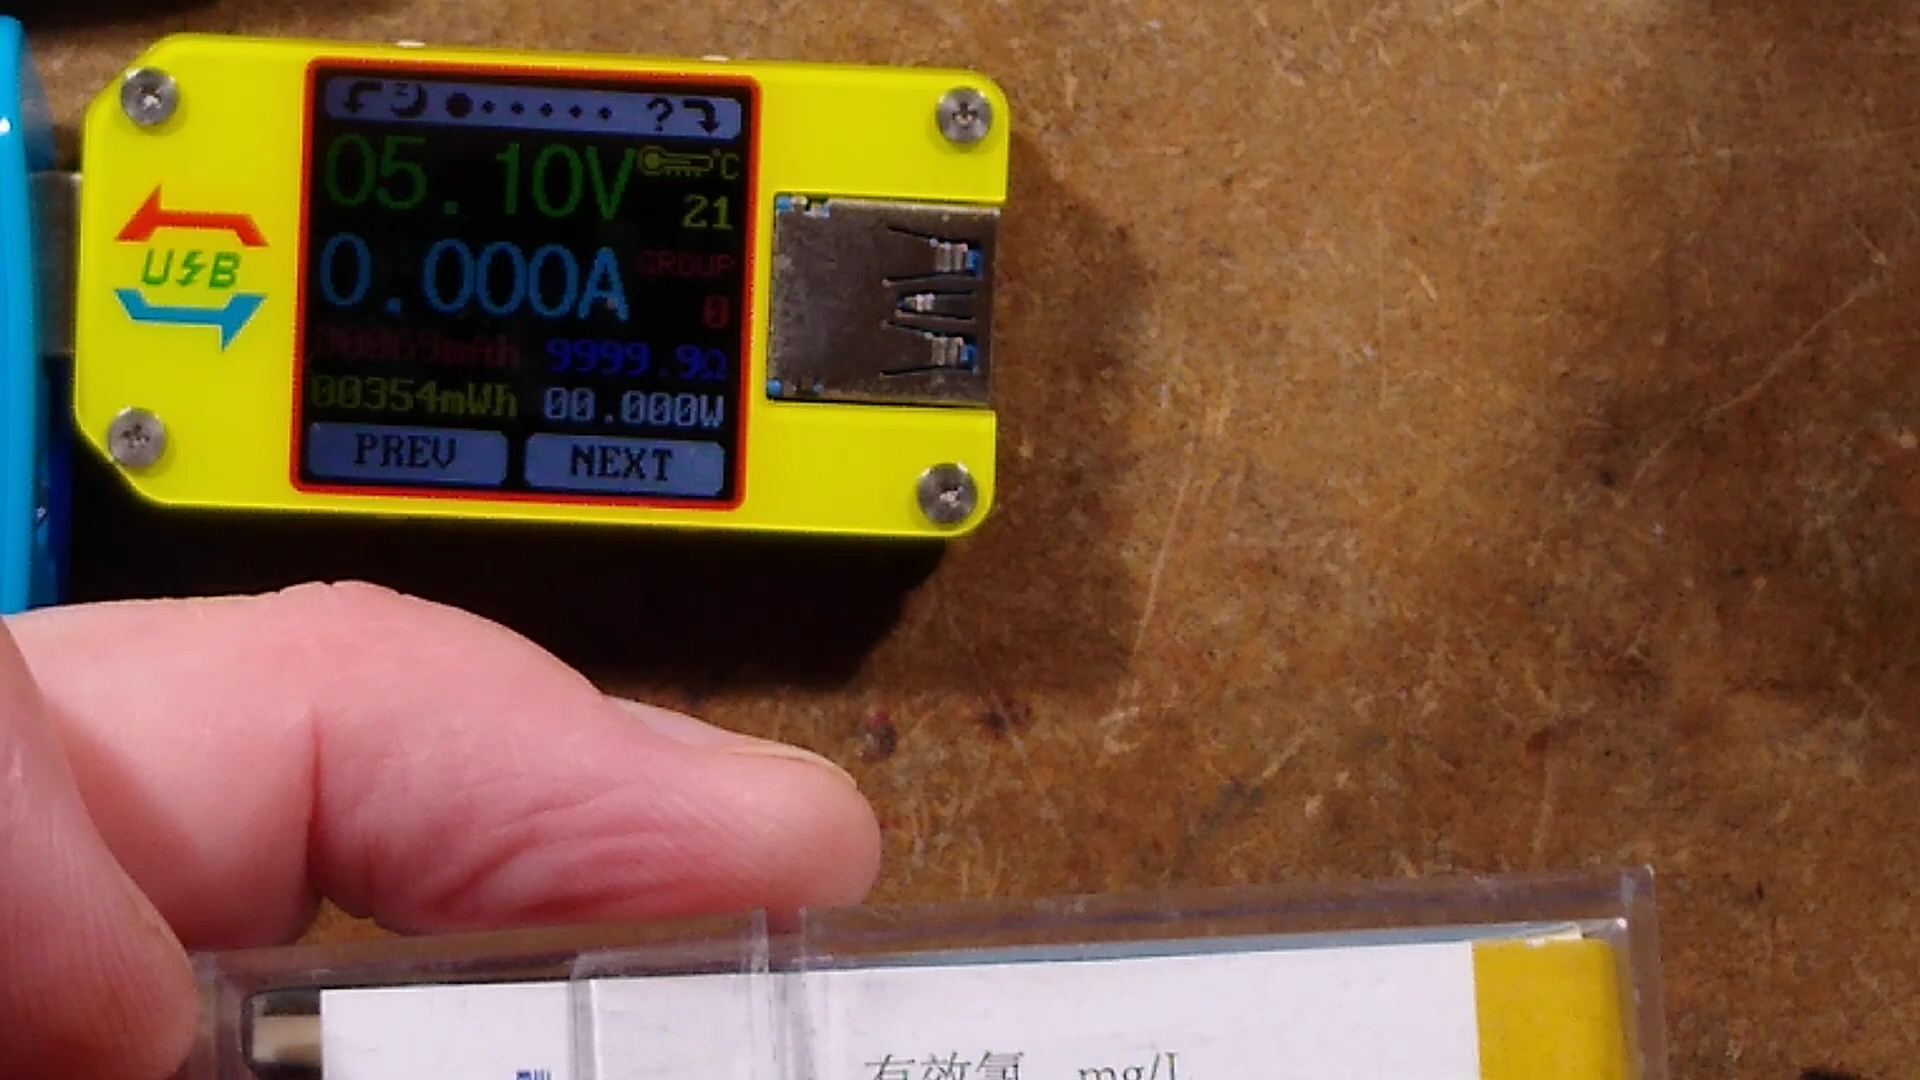 USB
?
05.10V
°C
21
0.000A
GROUP
0
00069mAh
9999.9Ω
00354mWh
00.000W
PREV
NEXT
有效氯 mg/L